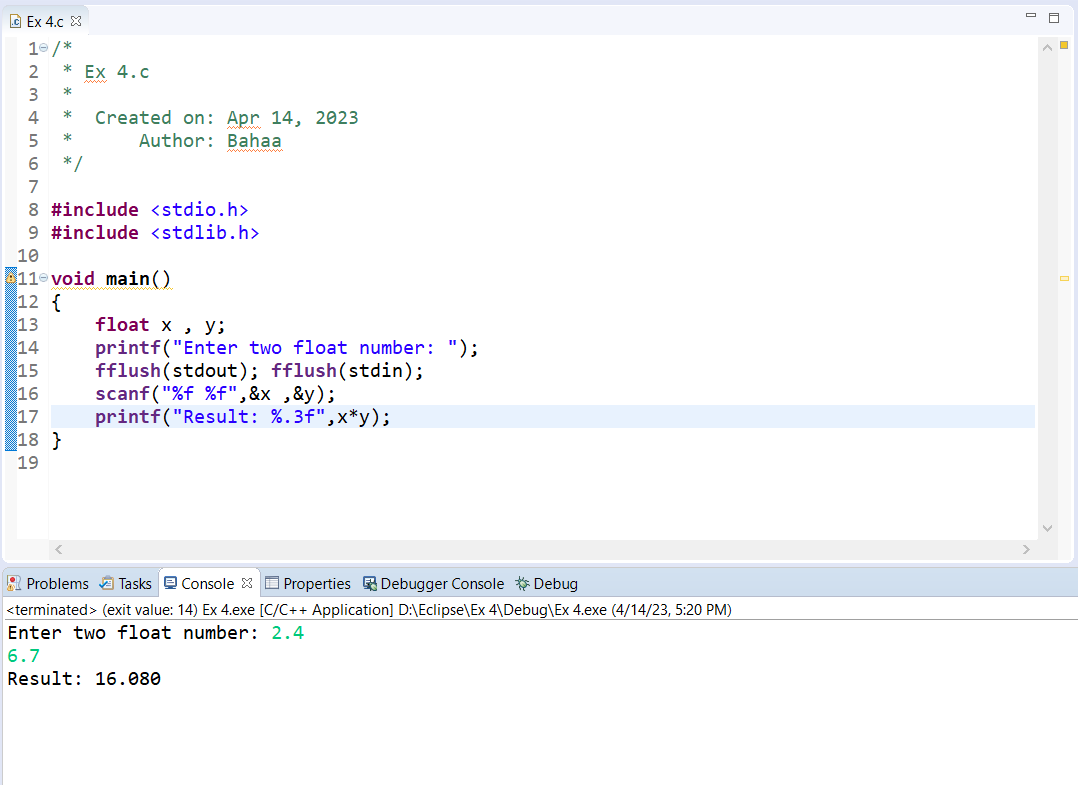 Ex 4.c
1 /*
2  * Ex 4.c
3  *
4  *  Created on: Apr 14, 2023
5  *      Author: Bahaa
6  */
7
8 #include <stdio.h>
9 #include <stdlib.h>
10
11 void main()
12 {
13     float x , y;
14     printf("Enter two float number: ");
15     fflush(stdout); fflush(stdin);
16     scanf("%f %f",&x ,&y);
17     printf("Result: %.3f",x*y);
18 }
19
Problems Tasks Console Properties Debugger Console Debug
<terminated> (exit value: 14) Ex 4.exe [C/C++ Application] D:\Eclipse\Ex 4\Debug\Ex 4.exe (4/14/23, 5:20 PM)
Enter two float number: 2.4
6.7
Result: 16.080